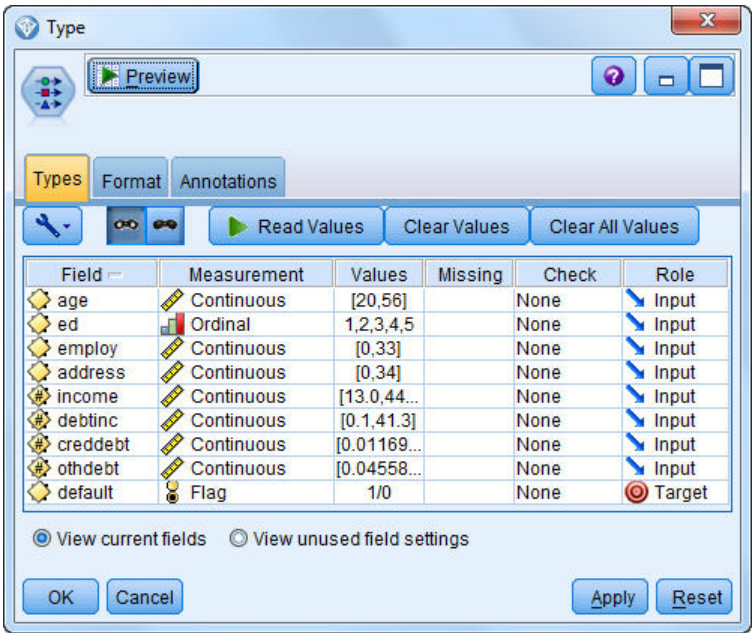 Type
Preview
Types Format Annotations
Read Values Clear Values Clear All Values
Field Measurement Values Missing Check Role
age Continuous [20,56] None Input
ed Ordinal 1,2,3,4,5 None Input
employ Continuous [0,33] None Input
address Continuous [0,34] None Input
income Continuous [13.0,44... None Input
debtinc Continuous [0.1,41.3] None Input
creddebt Continuous [0.01169... None Input
othdebt Continuous [0.04558... None Input
default Flag 1/0 None Target
View current fields View unused field settings
OK Cancel Apply Reset